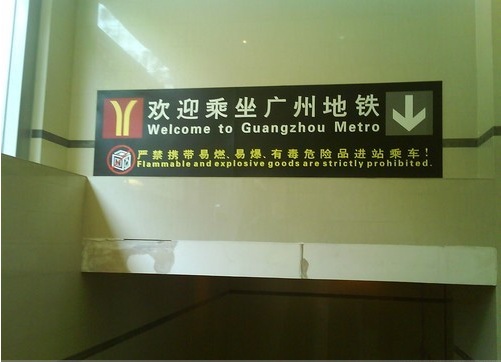 欢迎乘坐广州地铁
Welcome to Guangzhou Metro
严禁携带易燃、易爆、有毒危险品进站乘车！
Flammable and explosive goods are strictly prohibited.